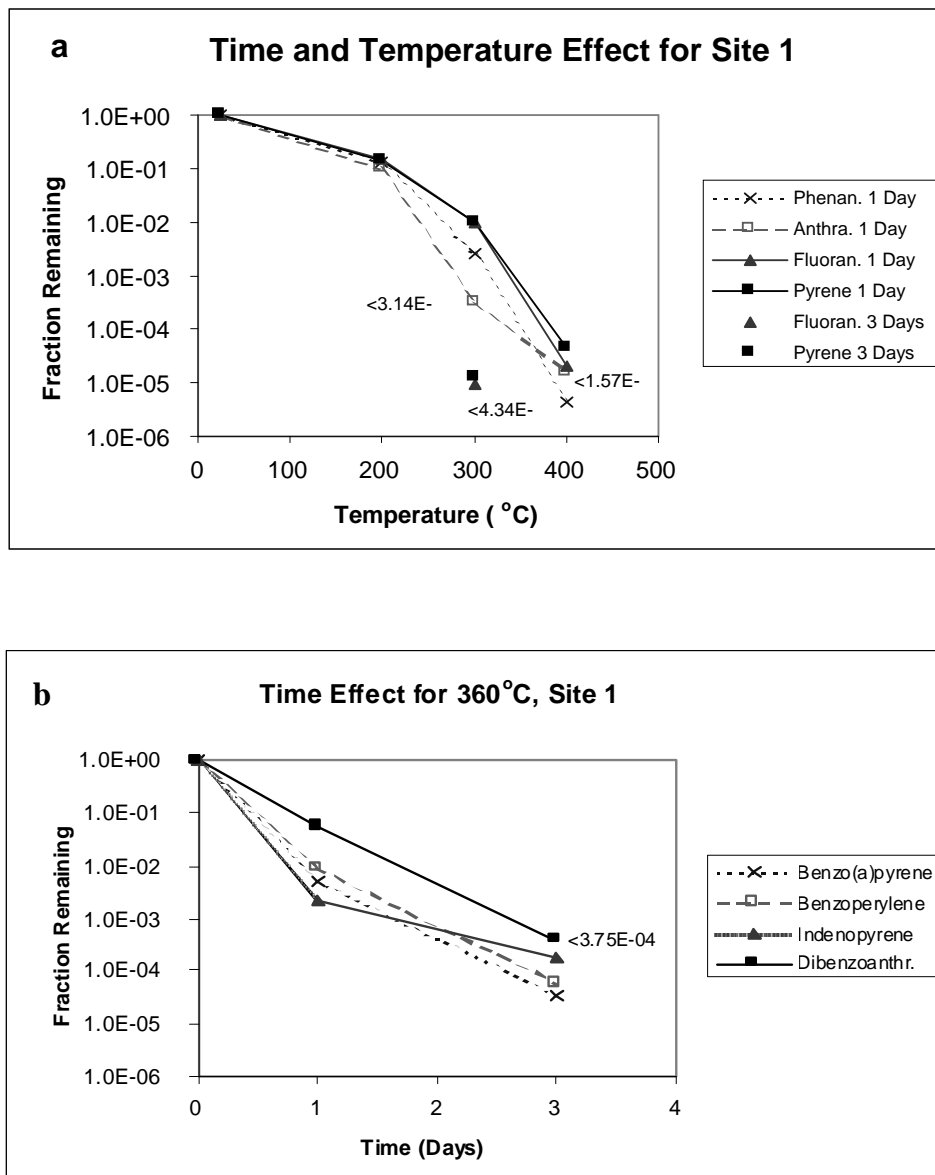 a
Time and Temperature Effect for Site 1
1.0E+00
1.0E-01
1.0E-02
1.0E-03
1.0E-04
1.0E-05
1.0E-06
Fraction Remaining
<3.14E-
<1.57E-
<4.34E-
0 100 200 300 400 500
Temperature ( °C)
Phenan. 1 Day
Anthra. 1 Day
Fluoran. 1 Day
Pyrene 1 Day
Fluoran. 3 Days
Pyrene 3 Days
b
Time Effect for 360°C, Site 1
1.0E+00
1.0E-01
1.0E-02
1.0E-03
1.0E-04
1.0E-05
1.0E-06
Fraction Remaining
<3.75E-04
0 1 2 3 4
Time (Days)
Benzo(a)pyrene
Benzoperylene
Indenopyrene
Dibenzoanthr.